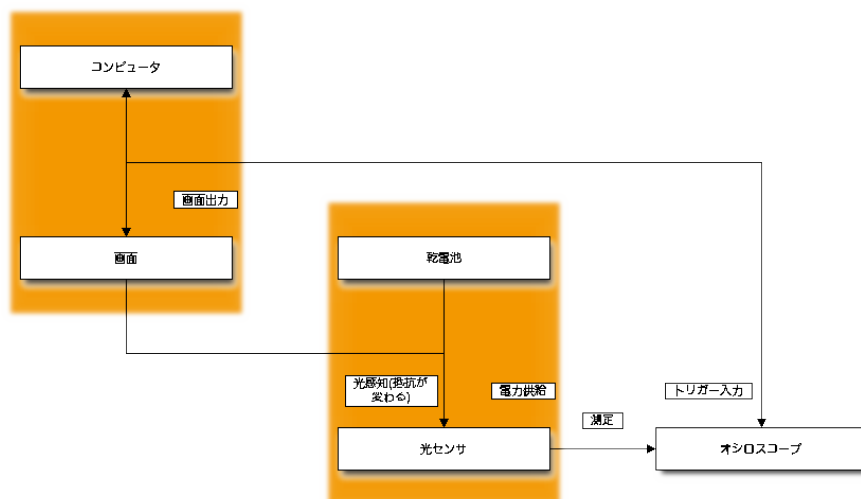 コンピュータ
画面出力
画面
乾電池
光感知(抵抗が
変わる)
電力供給
トリガー入力
測定
光センサ
オシロスコープ